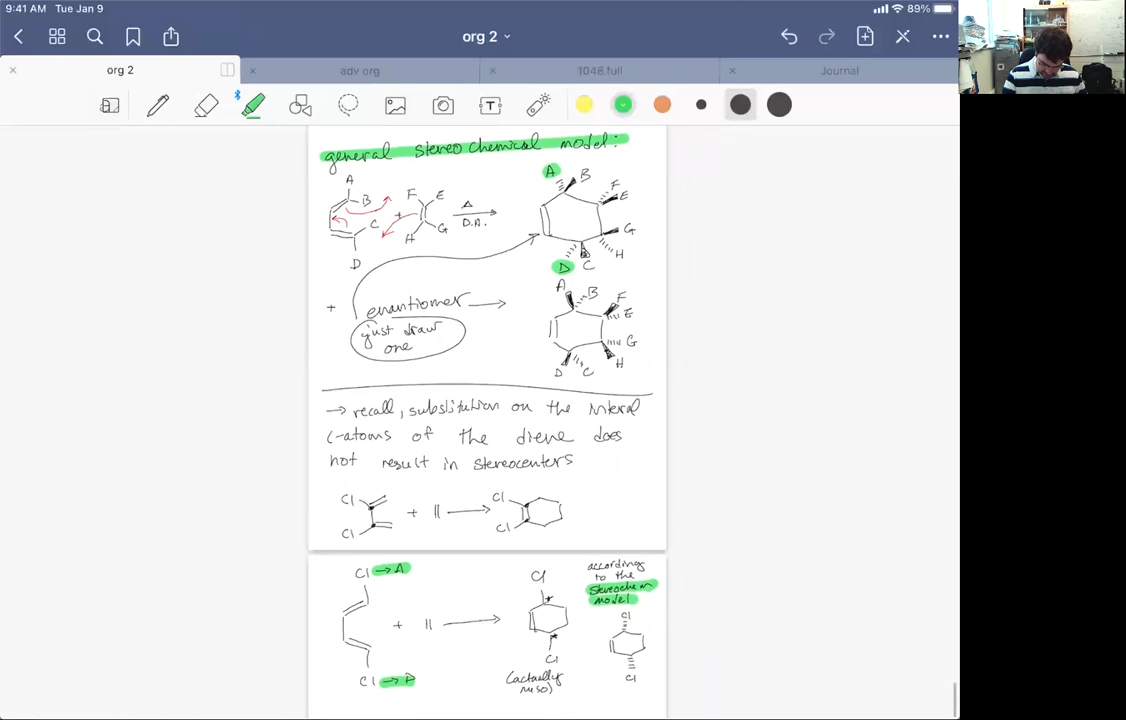 9:41 AM Tue Jan 9
89%
org 2
org 2
adv org
1048.full
Journal
general stereochemical model:
A
B
C
D
+
F
E
G
H
Δ
D.A.
A
B
F
E
G
H
D
C
+ enantiomer
just draw
one
A
B
F
E
G
H
D
C
→ recall, substitution on the interal
C-atoms of the diene does
not result in stereocenters
Cl
Cl
+
Cl
Cl
Cl → A
Cl → D
+
Cl
*
*
Cl
(actually
meso)
according
to the
stereochem
model
Cl
Cl